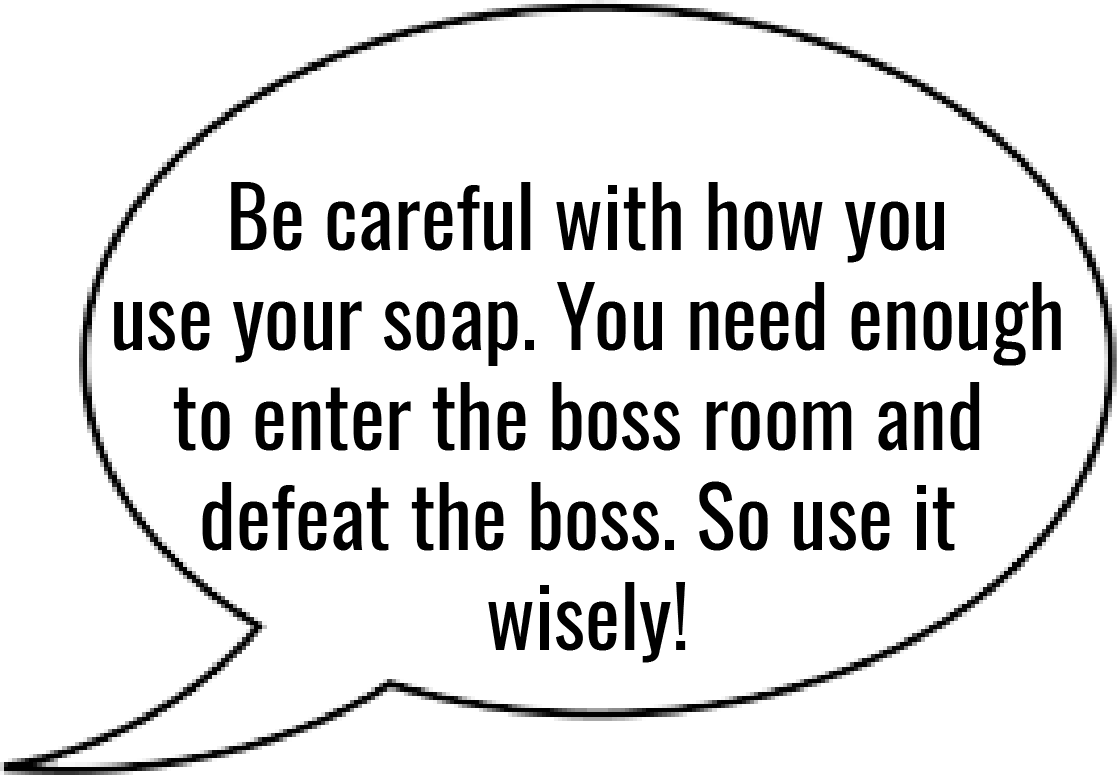 Be careful with how you
use your soap. You need enough
to enter the boss room and
defeat the boss. So use it
wisely!